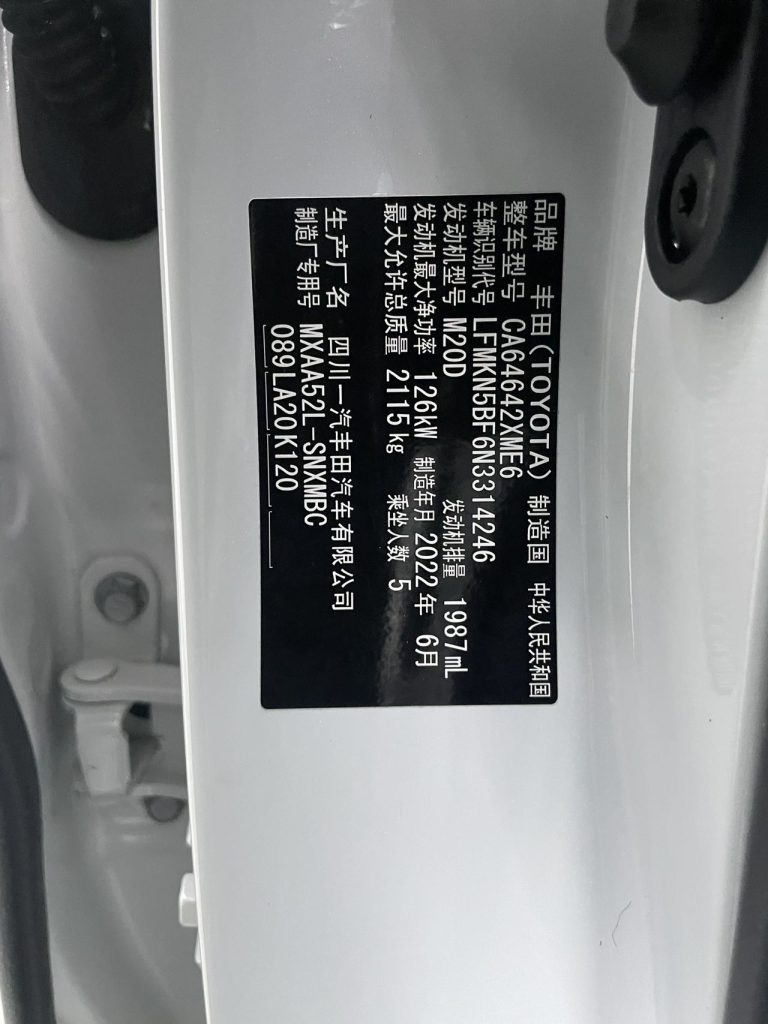 品牌 丰田(TOYOTA) 制造国 中华人民共和国
整车型号 CA64642XME6
车辆识别代号 LFMKN5BF6N3314246
发动机型号 M20D 发动机排量 1987mL
发动机最大净功率 126kW 制造年月 2022年 6月
最大允许总质量 2115kg 乘坐人数 5
生产厂名 四川一汽丰田汽车有限公司
制造厂专用号 MXAA52L-SNXMBC
089LA20K120